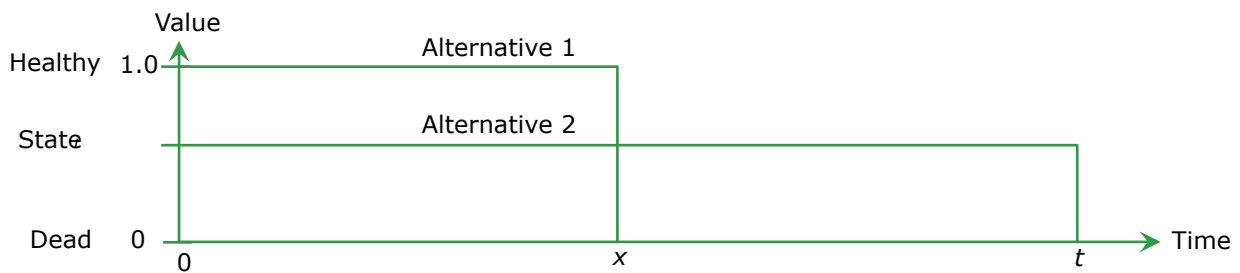 Value
Healthy 1.0 Alternative 1
State Alternative 2
Dead 0 Time
0 x t